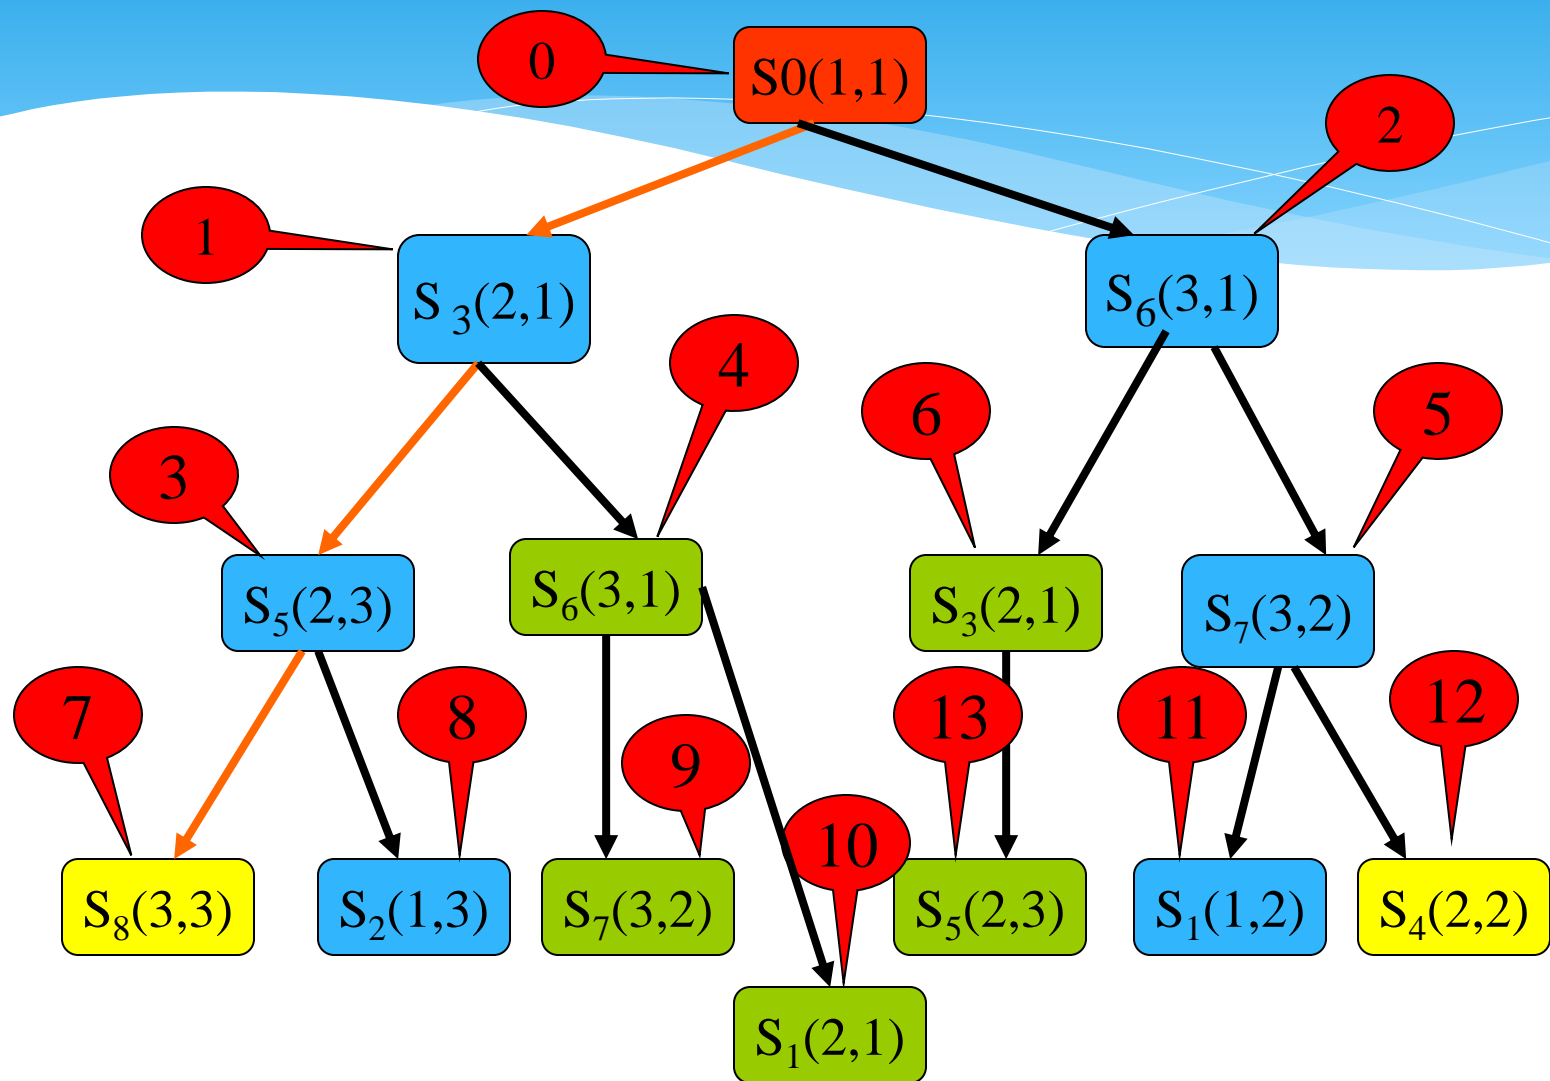 0
S0(1,1)
2
1
S 3(2,1)
S6(3,1)
4
6
5
3
S5(2,3)
S6(3,1)
S3(2,1)
S7(3,2)
7
8
9
13
11
12
10
S8(3,3)
S2(1,3)
S7(3,2)
S5(2,3)
S1(1,2)
S4(2,2)
S1(2,1)